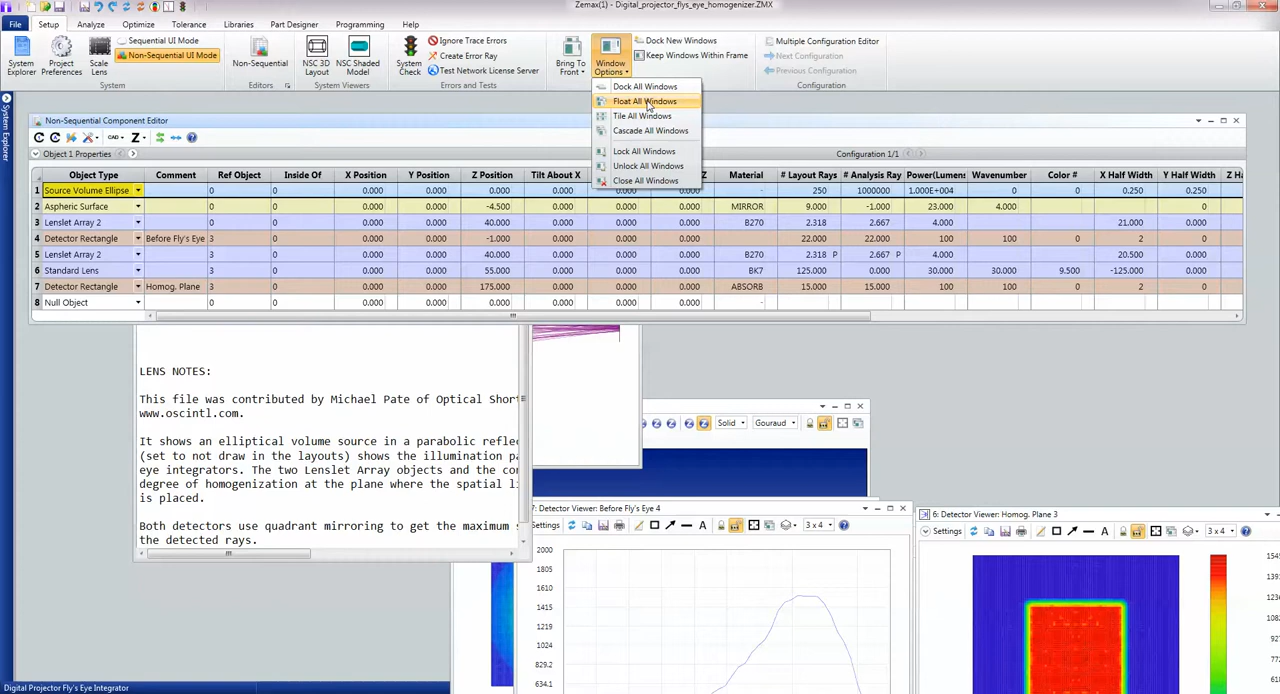 Zemax(1) - Digital_projector_flys_eye_homogenizer.ZMX
File Setup Analyze Optimize Tolerance Libraries Part Designer Programming Help
System Explorer
Project Preferences
Scale Lens
Sequential UI Mode
Non-Sequential UI Mode
System
Non-Sequential
Editors
NSC 3D Layout
NSC Shaded Model
System Viewers
System Check
Ignore Trace Errors
Create Error Ray
Test Network License Server
Errors and Tests
Bring To Front
Window Options
Dock New Windows
Keep Windows Within Frame
Multiple Configuration Editor
Next Configuration
Previous Configuration
Configuration
Dock All Windows
Float All Windows
Tile All Windows
Cascade All Windows
Lock All Windows
Unlock All Windows
Close All Windows
System Explorer
Non-Sequential Component Editor
CAD Z
Object 1 Properties Configuration 1/1
Object Type Comment Ref Object Inside Of X Position Y Position Z Position Tilt About X Z Material # Layout Rays # Analysis Ray Power(Lumens Wavenumber Color # X Half Width Y Half Width Z Ha
1 Source Volume Ellipse 0 0 0.000 0.000 0.000 0.000 0.000 0.000 - 250 1000000 1.000E+004 0 0 0.250 0.250
2 Aspheric Surface 0 0 0.000 0.000 -4.500 0.000 0.000 0.000 MIRROR 9.000 -1.000 23.000 4.000 0
3 Lenslet Array 2 0 0 0.000 0.000 40.000 0.000 0.000 0.000 B270 2.318 2.667 4.000 21.000 0
4 Detector Rectangle Before Fly's Eye 3 0 0.000 0.000 -1.000 0.000 0.000 0.000 22.000 22.000 100 100 0 2 0
5 Lenslet Array 2 3 0 0.000 0.000 40.000 0.000 0.000 0.000 B270 2.318 P 2.667 P 4.000 20.500 0
6 Standard Lens 3 0 0.000 0.000 55.000 0.000 0.000 0.000 BK7 125.000 0.000 30.000 30.000 9.500 -125.000 0.000
7 Detector Rectangle Homog. Plane 3 0 0.000 0.000 175.000 0.000 0.000 0.000 ABSORB 15.000 15.000 100 100 0 2 0
8 Null Object 0 0 0.000 0.000 0.000 0.000 0.000 0.000 -
LENS NOTES:
This file was contributed by Michael Pate of Optical Short
www.oscintl.com.
It shows an elliptical volume source in a parabolic reflec
(set to not draw in the layouts) shows the illumination pa
eye integrators. The two Lenslet Array objects and the con
degree of homogenization at the plane where the spatial li
is placed.
Both detectors use quadrant mirroring to get the maximum s
the detected rays.
Solid Gouraud
7: Detector Viewer: Before Fly's Eye 4
Settings 3 x 4
2000
1805
1610
1415
1220
1024
829.2
634.1
6: Detector Viewer: Homog. Plane 3
Settings 3 x 4
Digital Projector Fly's Eye Integrator